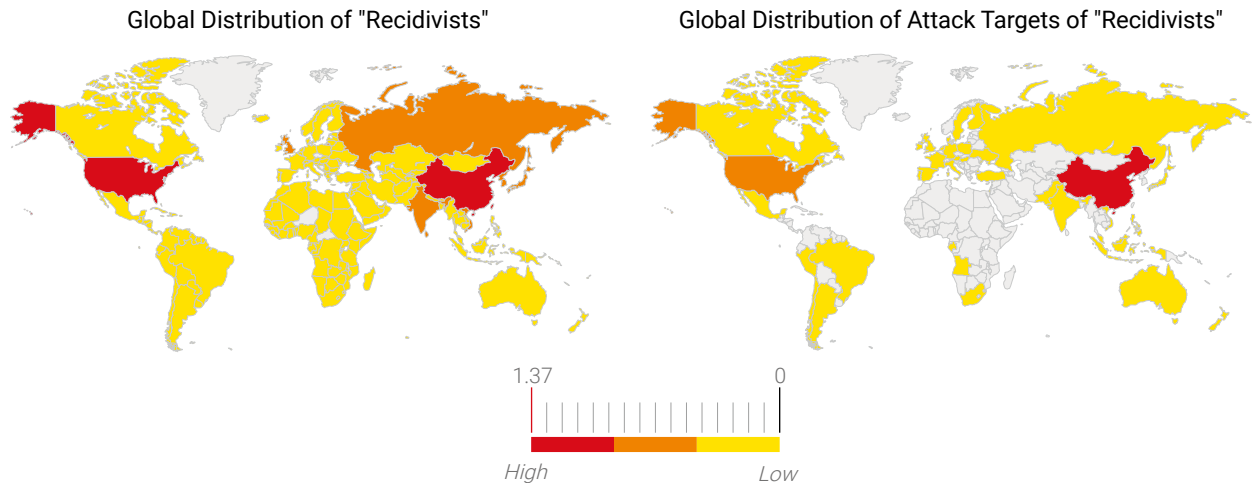 Global Distribution of "Recidivists"
Global Distribution of Attack Targets of "Recidivists"
1.37 0
High Low